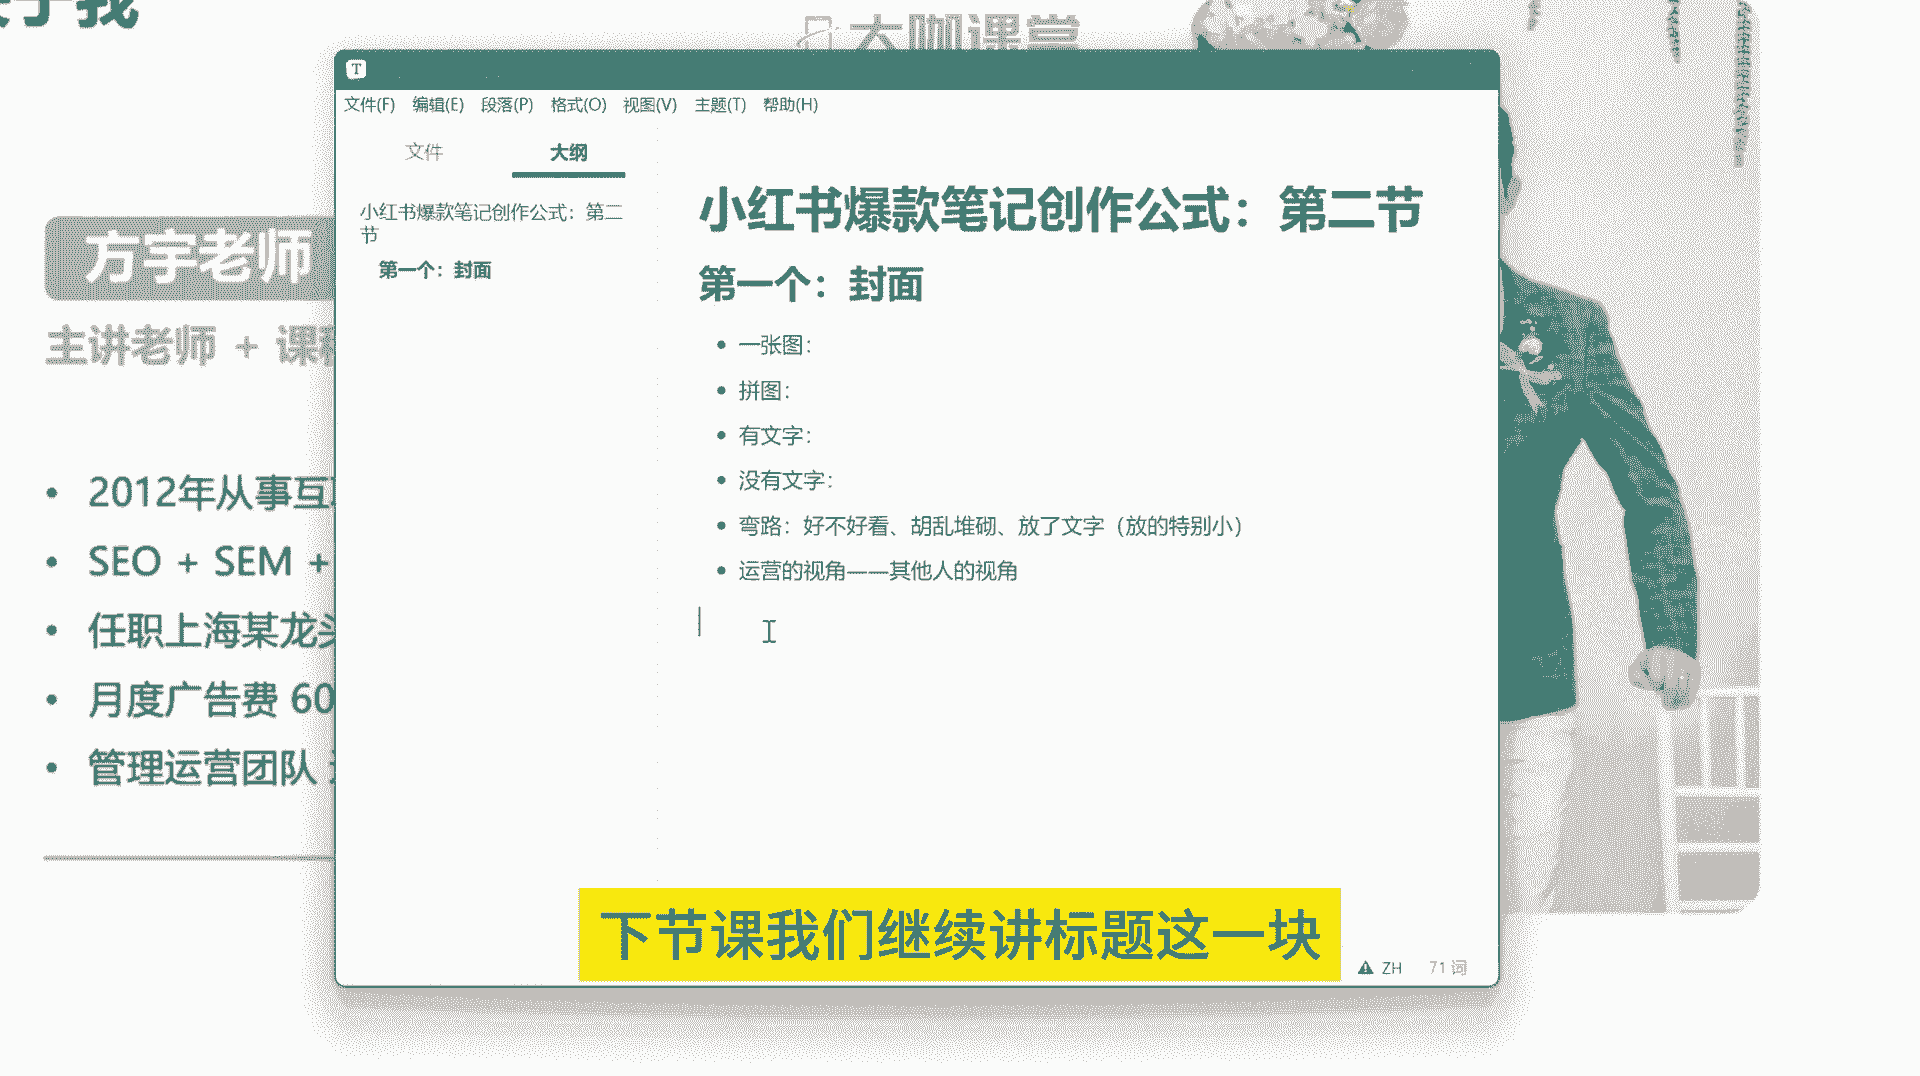 于我
大咖课堂
方宇老师
主讲老师 + 课
2012年从事互
SEO + SEM +
任职上海某龙
月度广告费 60
管理运营团队
T
文件(F) 编辑(E) 段落(P) 格式(O) 视图(V) 主题(T) 帮助(H)
文件 大纲
小红书爆款笔记创作公式：第二
节
第一个：封面
小红书爆款笔记创作公式：第二节
第一个：封面
• 一张图：
• 拼图：
• 有文字：
• 没有文字：
• 弯路：好不好看、胡乱堆砌、放了文字（放的特别小）
• 运营的视角——其他人的视角
下节课我们继续讲标题这一块
ZH 71 词